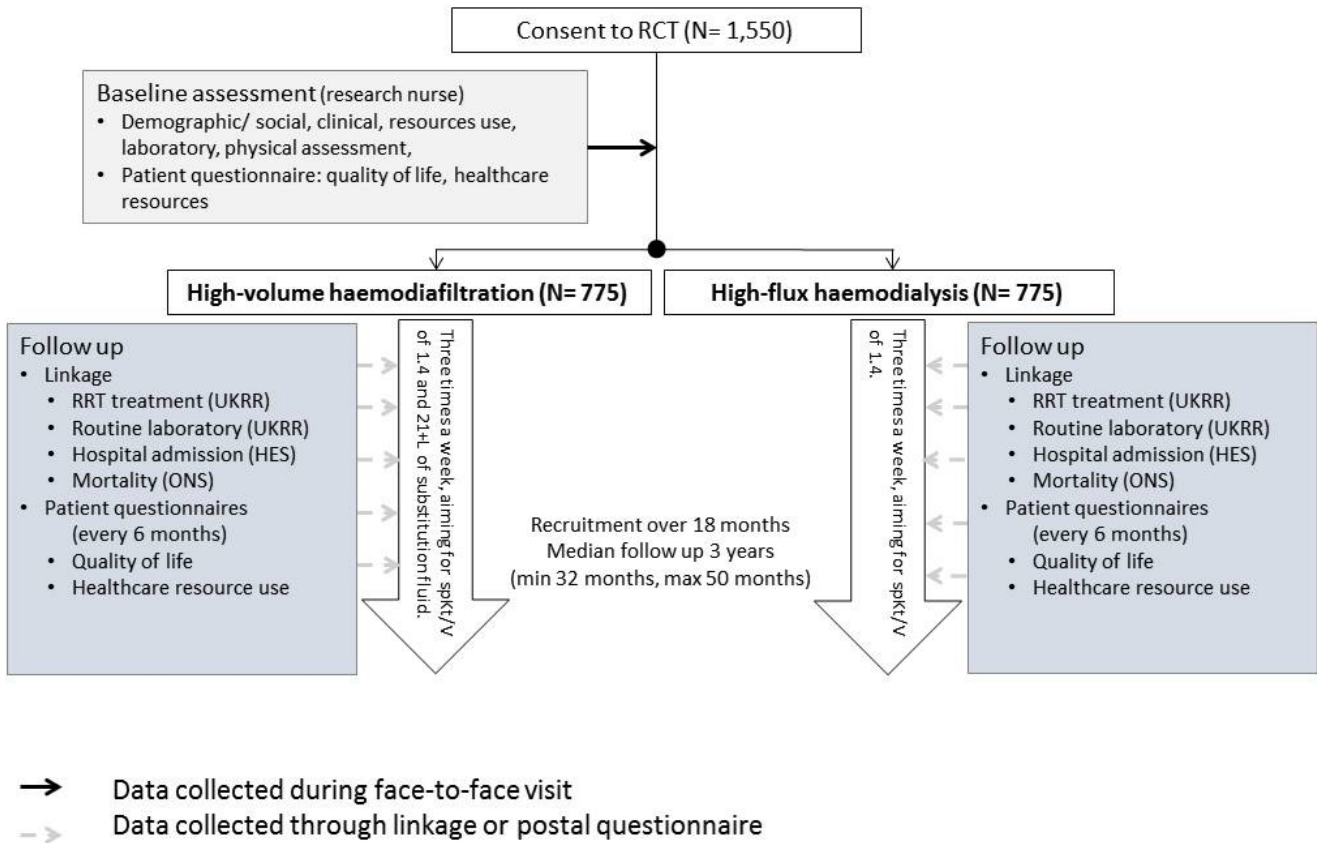 Consent to RCT (N= 1,550)
Baseline assessment (research nurse)
• Demographic/ social, clinical, resources use,
laboratory, physical assessment,
• Patient questionnaire: quality of life, healthcare
resources
High-volume haemodiafiltration (N= 775)
High-flux haemodialysis (N= 775)
Follow up
• Linkage
• RRT treatment (UKRR)
• Routine laboratory (UKRR)
• Hospital admission (HES)
• Mortality (ONS)
• Patient questionnaires
(every 6 months)
• Quality of life
• Healthcare resource use
Three times a week, aiming for spKt/V
of 1.4 and 21+L of substitution fluid.
Recruitment over 18 months
Median follow up 3 years
(min 32 months, max 50 months)
Three times a week, aiming for spKt/V
of 1.4.
Follow up
• Linkage
• RRT treatment (UKRR)
• Routine laboratory (UKRR)
• Hospital admission (HES)
• Mortality (ONS)
• Patient questionnaires
(every 6 months)
• Quality of life
• Healthcare resource use
Data collected during face-to-face visit
Data collected through linkage or postal questionnaire